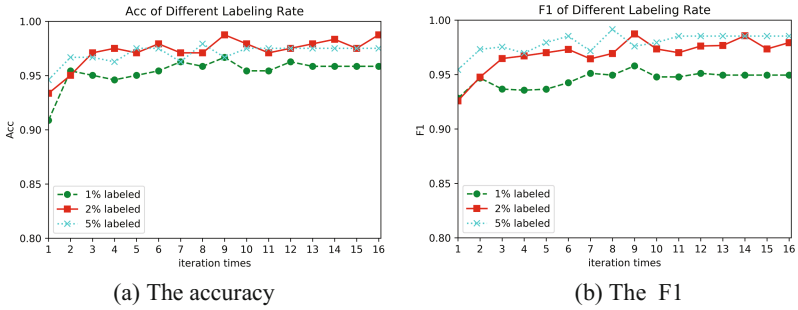 Acc of Different Labeling Rate
1.00
0.95
0.90
0.85
0.80
Acc
1% labeled
2% labeled
5% labeled
1 2 3 4 5 6 7 8 9 10 11 12 13 14 15 16
iteration times
(a) The accuracy
F1 of Different Labeling Rate
1.00
0.95
0.90
0.85
0.80
F1
1% labeled
2% labeled
5% labeled
1 2 3 4 5 6 7 8 9 10 11 12 13 14 15 16
iteration times
(b) The F1